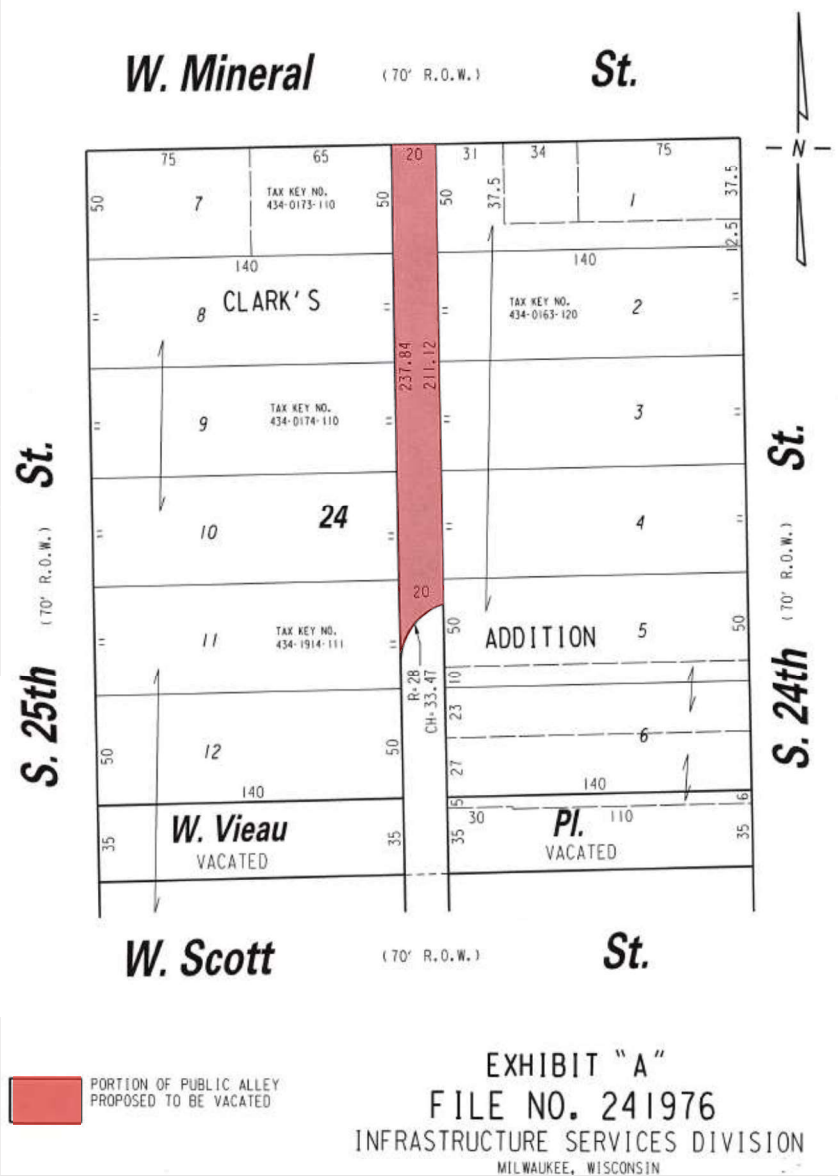 W. Mineral (70' R.O.W.) St.
75 65 20 31 34 75
N
50 7 TAX KEY NO. 50 50 37.5 1 37.5
434-0173-110
12.5
140 140
8 CLARK'S TAX KEY NO. 2
= = = 434-0163-120 =
237.84 211.12
9 TAX KEY NO. 3
= 434-0174-110 = =
S. 25th (70' R.O.W.) St.
S. 24th (70' R.O.W.) St.
10 24 4
= = = =
20
11 TAX KEY NO. 50 ADDITION 5 50
= 434-1914-111 =
R=28
CH=33.47
10
23
50 12 50 6
27
140 140
5 6
35 W. Vieau 35 35 30 Pl. 110 35
VACATED VACATED
W. Scott (70' R.O.W.) St.
PORTION OF PUBLIC ALLEY
PROPOSED TO BE VACATED
EXHIBIT "A"
FILE NO. 241976
INFRASTRUCTURE SERVICES DIVISION
MILWAUKEE, WISCONSIN